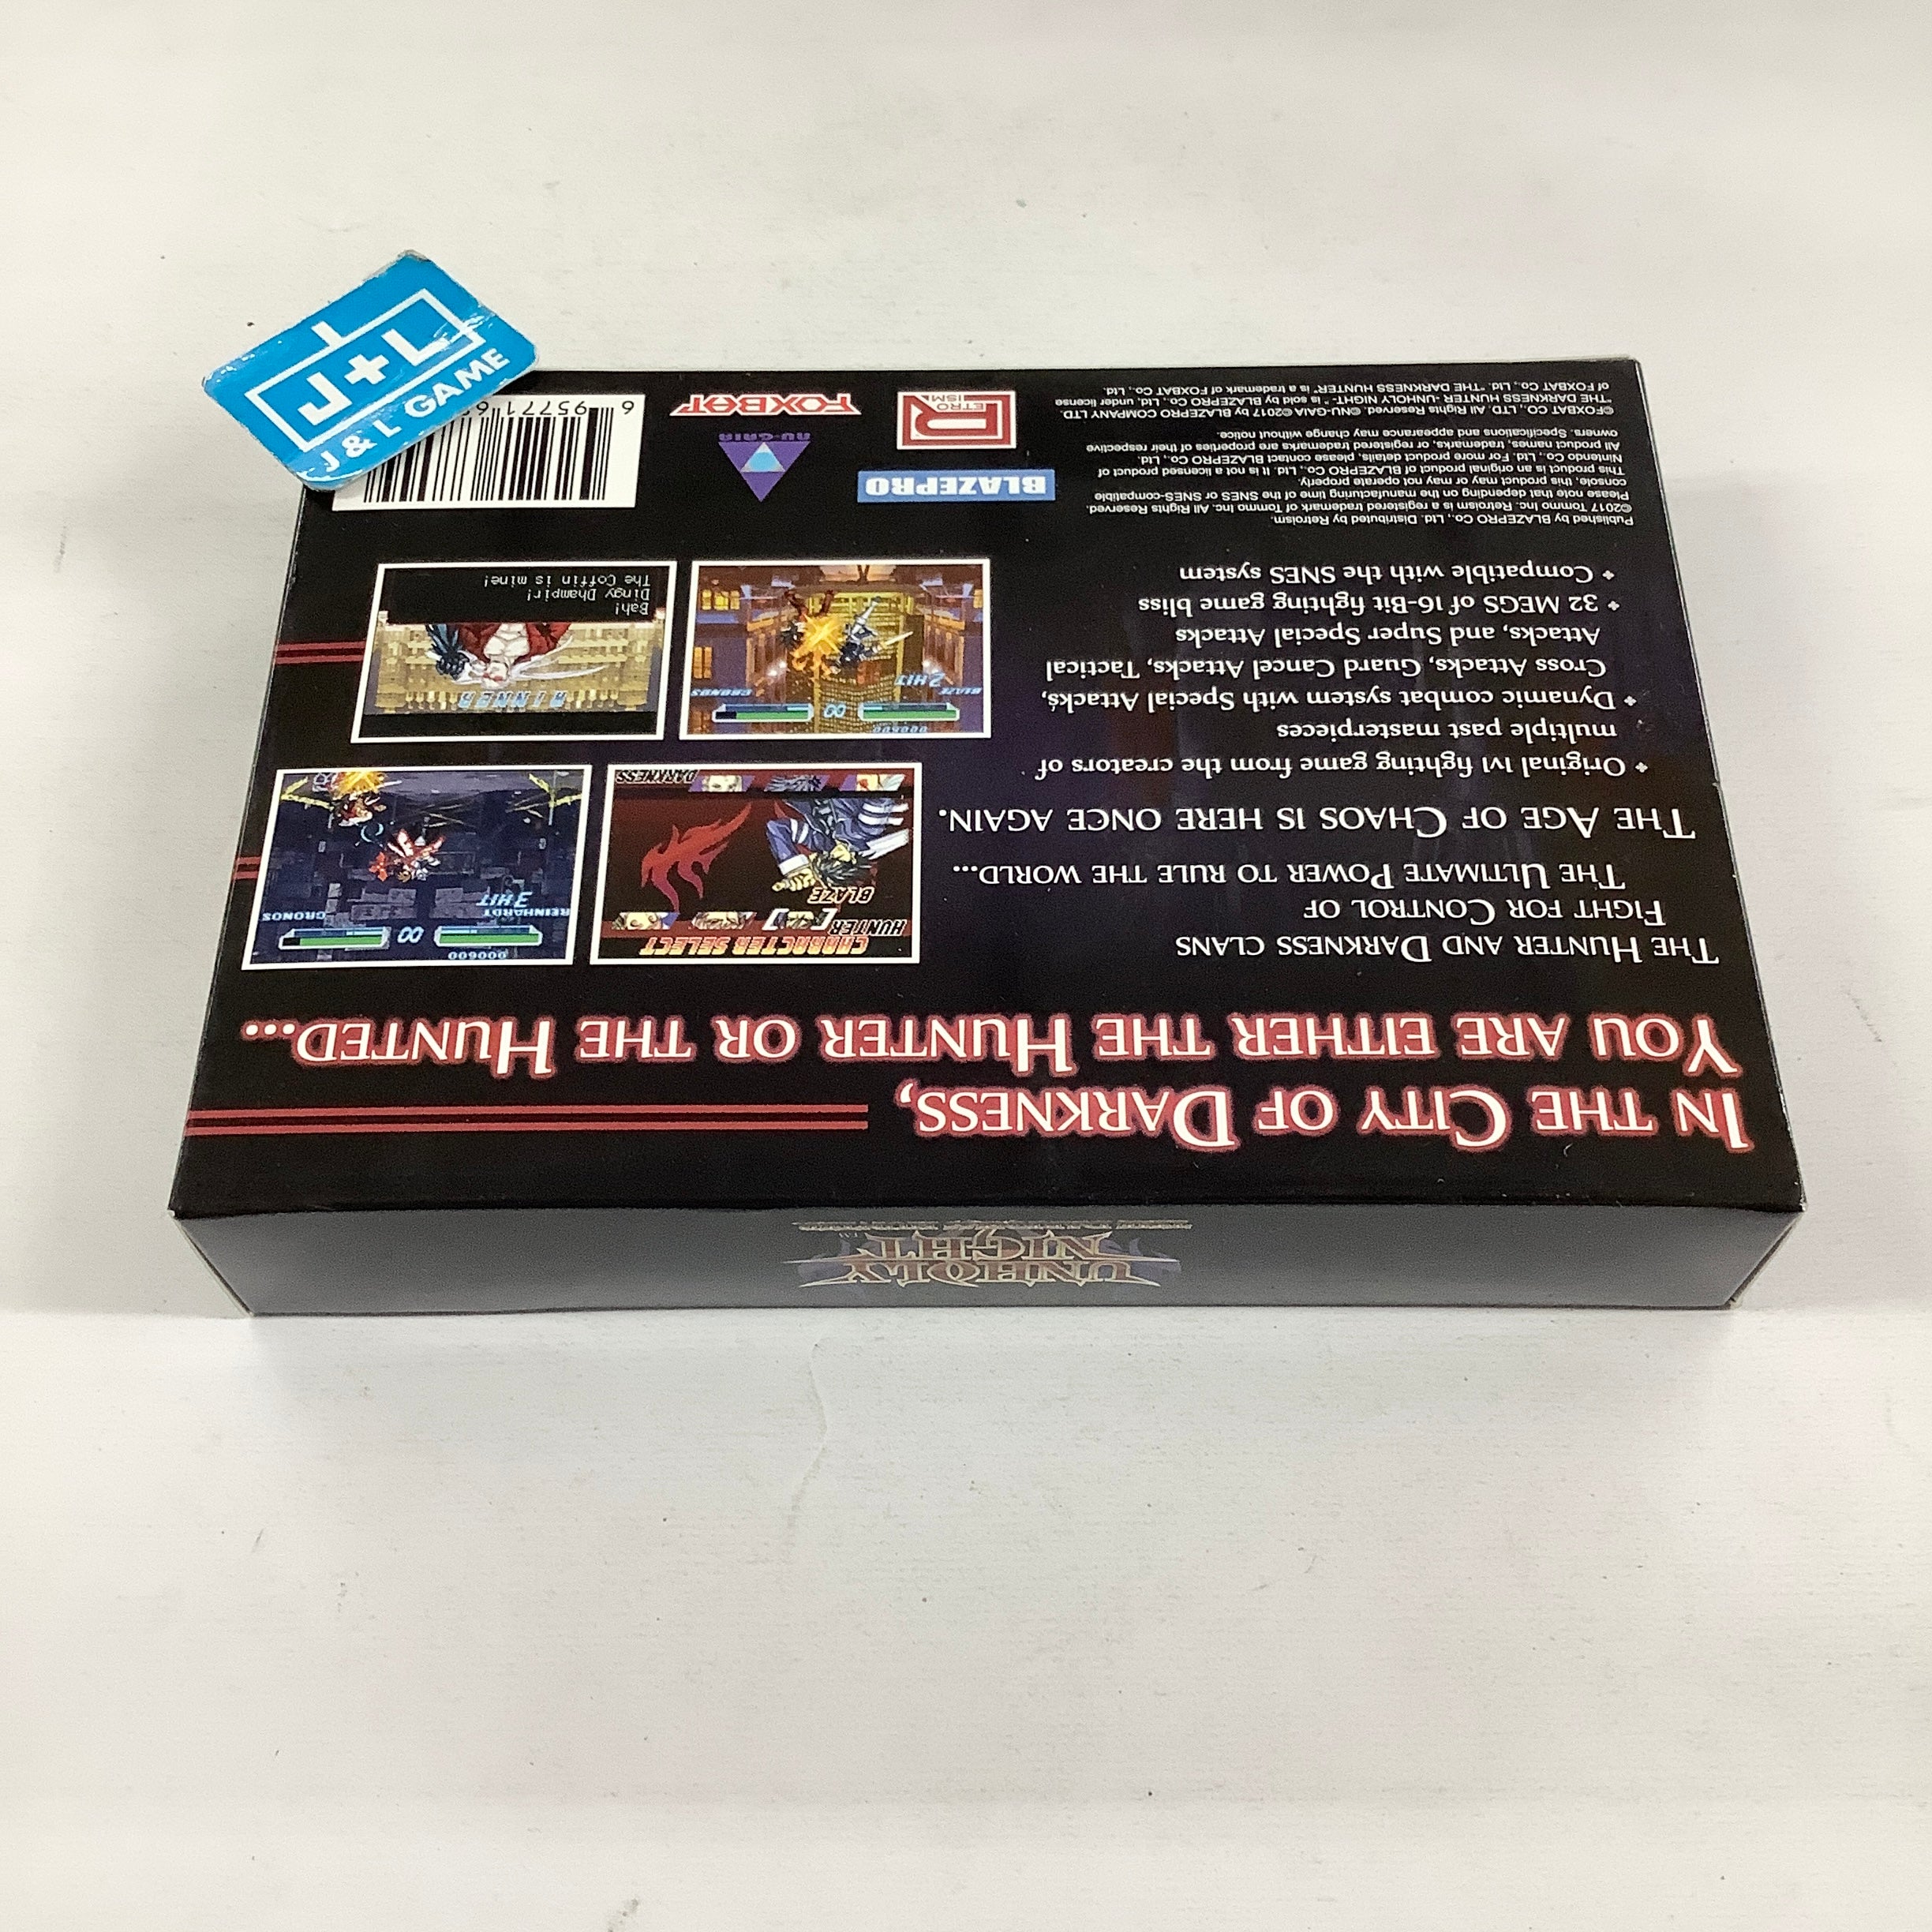 UNHOLY
NIGHT
IN THE CITY OF DARKNESS,
YOU ARE EITHER THE HUNTER OR THE HUNTED...
THE HUNTER AND DARKNESS CLANS
FIGHT FOR CONTROL OF
THE ULTIMATE POWER TO RULE THE WORLD...
THE AGE OF CHAOS IS HERE ONCE AGAIN.
Original 1v1 fighting game from the creators of
multiple past masterpieces
Dynamic combat system with Special Attacks,
Cross Attacks, Guard Cancel Attacks, Tactical
Attacks, and Super Special Attacks
32 MEGS of 16-Bit fighting game bliss
Compatible with the SNES system
CHARACTER SELECT
HUNTER
BLAZE
DARKNESS
000600
REINHARDT
CRONOS
3 HIT
000600
BLAZE
CRONOS
2 HIT
WINNER
Bah!
Dingy Dhampir!
The Coffin is mine!
Published by BLAZEPRO Co., Ltd. Distributed by Retroism.
©2017 Tommo Inc. Retroism is a registered trademark of Tommo Inc. All Rights Reserved.
Please note that depending on the manufacturing time of the SNES or SNES-compatible
console, this product may or may not operate properly.
This product is an original product of BLAZEPRO Co., Ltd. It is not a licensed product of
Nintendo Co., Ltd. For more product details, please contact BLAZEPRO Co., Ltd.
All product names, trademarks, or registered trademarks are properties of their respective
owners. Specifications and appearance may change without notice.
©FOXBAT CO., LTD. All Rights Reserved. ©NU-GAIA ©2017 by BLAZEPRO COMPANY LTD.
"THE DARKNESS HUNTER -UNHOLY NIGHT-" is sold by BLAZEPRO Co., Ltd. under license
of FOXBAT Co., Ltd. "THE DARKNESS HUNTER" is a trademark of FOXBAT Co., Ltd.
BLAZEPRO
RETROISM
NU-GAIA
FOXBAT
6 95771
J+L
J & L GAME